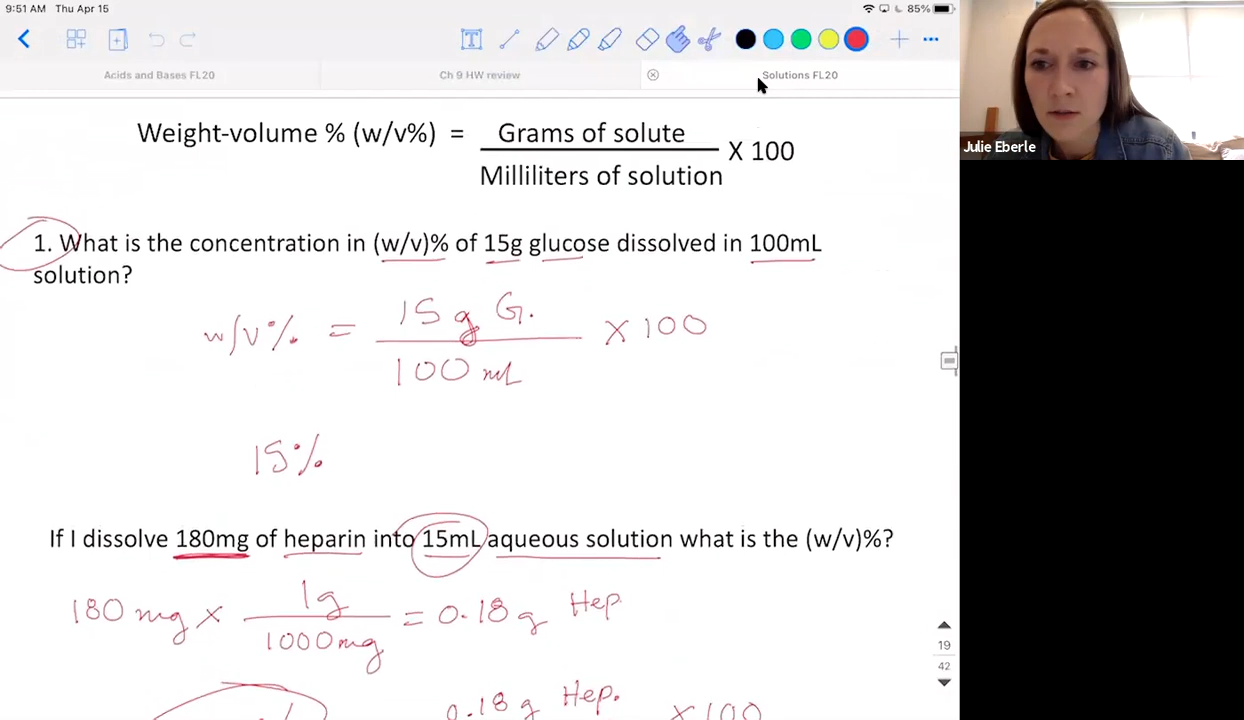 9:51 AM Thu Apr 15
85%
Acids and Bases FL20
Ch 9 HW review
Solutions FL20
Julie Eberle
Weight-volume % (w/v%) = Grams of solute
Milliliters of solution
X 100
1. What is the concentration in (w/v)% of 15g glucose dissolved in 100mL
solution?
w/v% = 15 g G.
100 mL
X 100
15%
If I dissolve 180mg of heparin into 15mL aqueous solution what is the (w/v)%?
180 mg x 1g
1000mg
= 0.18 g Hep.
0.18 g Hep.
X 100
19
42